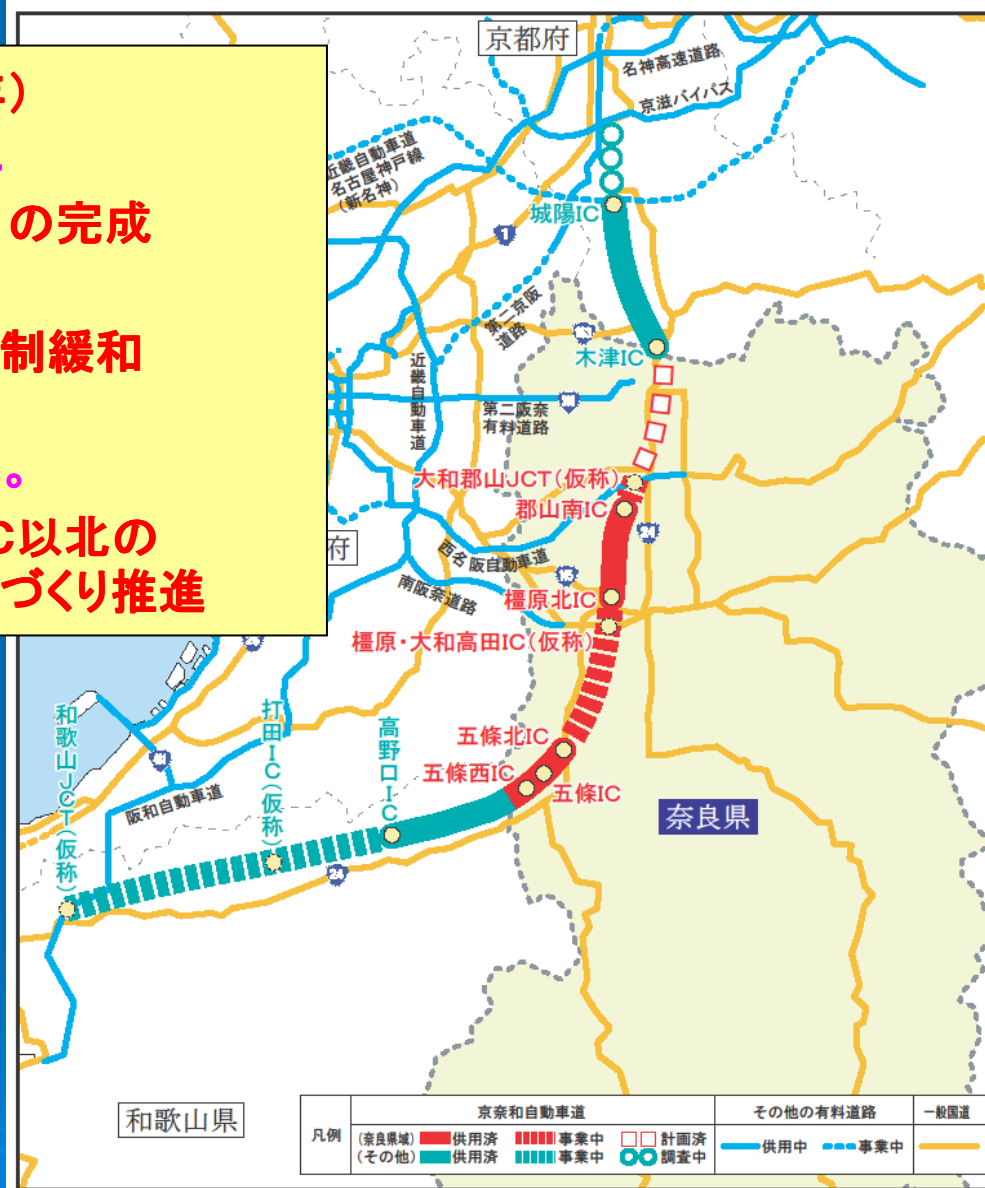 )
の完成
制緩和
。
C以北の
づくり推進
京都府
名神高速道路
京滋バイパス
近畿自動車道
名古屋神戸線
(新名神)
城陽IC
1
第二京阪
道路
163
木津IC
近畿自動車道
第二阪奈
有料道路
308
大和郡山JCT(仮称)
郡山南IC
府
西名阪自動車道
24
165
南阪奈道路
橿原北IC
橿原・大和高田IC(仮称)
和歌山JCT(仮称)
打田IC(仮称)
高野口IC
五條北IC
五條西IC
五條IC
阪和自動車道
24
奈良県
和歌山県
凡例
京奈和自動車道
その他の有料道路
一般国道
(奈良県域) 供用済 事業中 計画済
(その他) 供用済 事業中 調査中
供用中 事業中